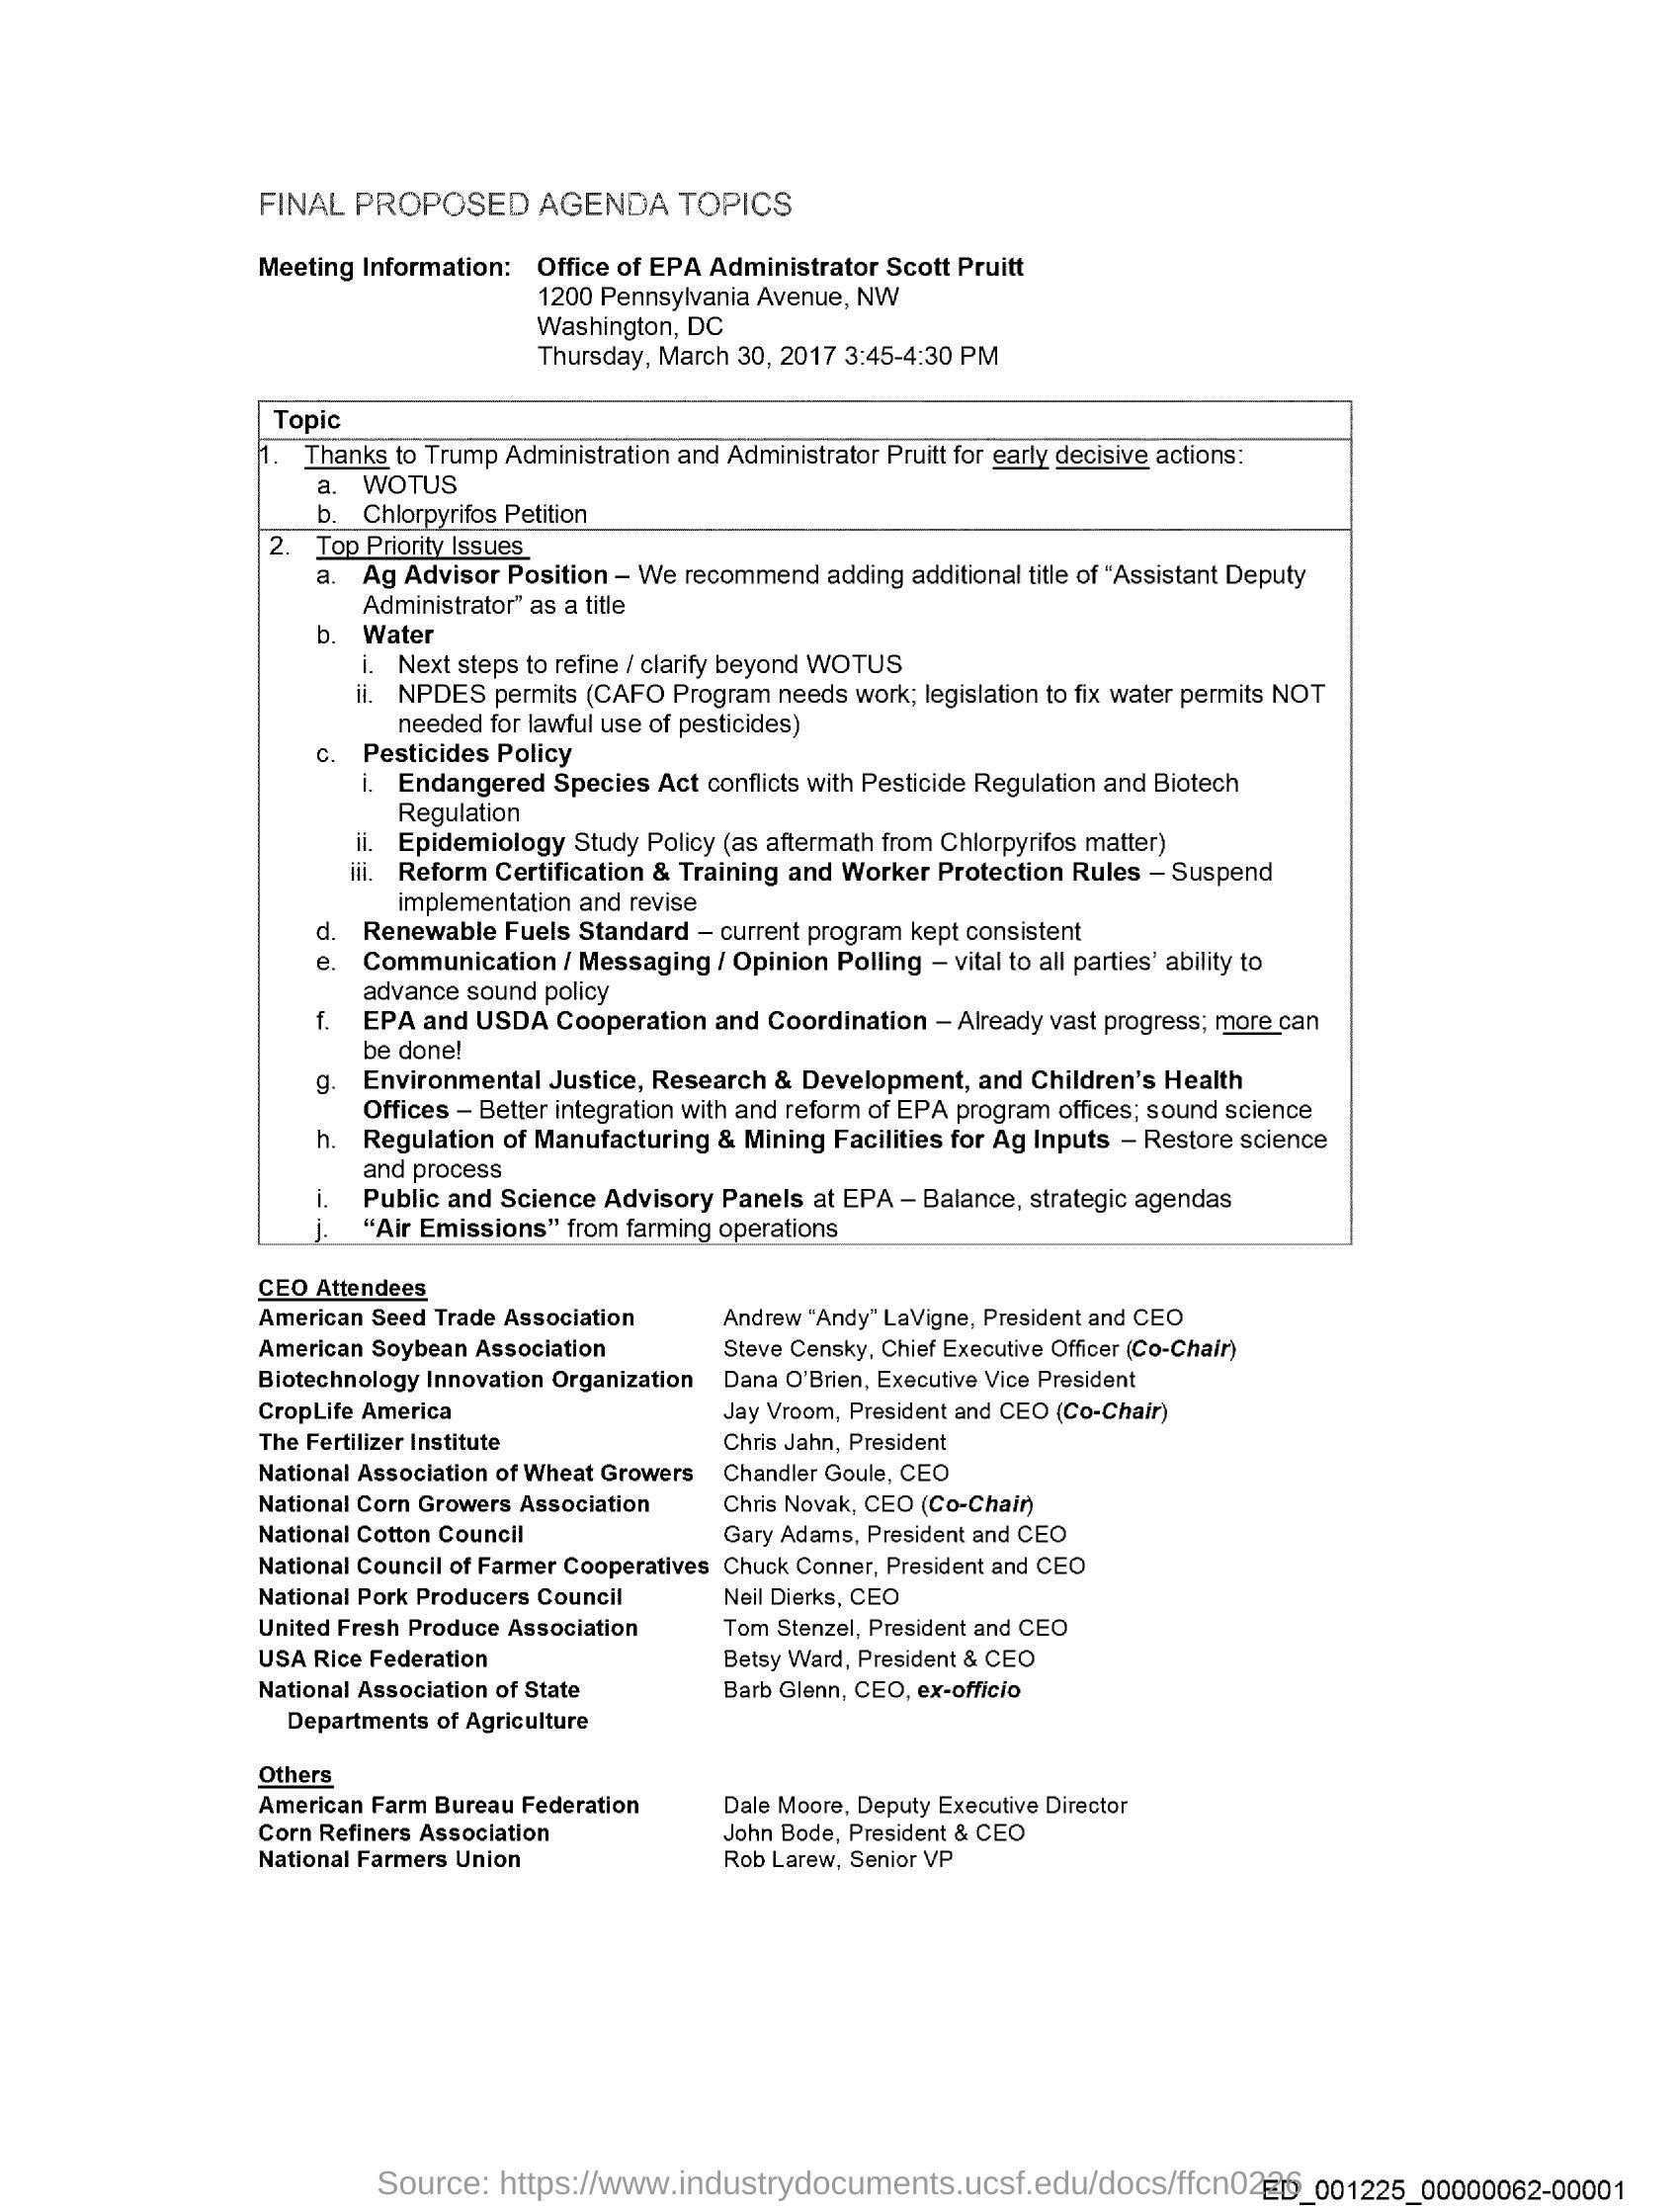 FINAL PROPOSED AGENDA TOPICS
Meeting Information: Office of EPA Administrator Scott Pruitt
1200 Pennsylvania Avenue, NW
Washington, DC
Thursday, March 30, 2017 3:45-4:30 PM
Topic
1. Thanks to Trump Administration and Administrator Pruitt for early decisive actions:
a. WOTUS
b. Chlorpyrifos Petition
2. Top Priority Issues
a. Ag Advisor Position – We recommend adding additional title of “Assistant Deputy
Administrator” as a title
b. Water
i. Next steps to refine / clarify beyond WOTUS
ii. NPDES permits (CAFO Program needs work; legislation to fix water permits NOT
needed for lawful use of pesticides)
c. Pesticides Policy
i. Endangered Species Act conflicts with Pesticide Regulation and Biotech
Regulation
ii. Epidemiology Study Policy (as aftermath from Chlorpyrifos matter)
iii. Reform Certification & Training and Worker Protection Rules – Suspend
implementation and revise
d. Renewable Fuels Standard – current program kept consistent
e. Communication / Messaging / Opinion Polling – vital to all parties’ ability to
advance sound policy
f. EPA and USDA Cooperation and Coordination – Already vast progress; more can
be done!
g. Environmental Justice, Research & Development, and Children’s Health
Offices – Better integration with and reform of EPA program offices; sound science
h. Regulation of Manufacturing & Mining Facilities for Ag Inputs – Restore science
and process
i. Public and Science Advisory Panels at EPA – Balance, strategic agendas
j. “Air Emissions” from farming operations
CEO Attendees
American Seed Trade Association Andrew “Andy” LaVigne, President and CEO
American Soybean Association Steve Censky, Chief Executive Officer (Co-Chair)
Biotechnology Innovation Organization Dana O’Brien, Executive Vice President
CropLife America Jay Vroom, President and CEO (Co-Chair)
The Fertilizer Institute Chris Jahn, President
National Association of Wheat Growers Chandler Goule, CEO
National Corn Growers Association Chris Novak, CEO (Co-Chair)
National Cotton Council Gary Adams, President and CEO
National Council of Farmer Cooperatives Chuck Conner, President and CEO
National Pork Producers Council Neil Dierks, CEO
United Fresh Produce Association Tom Stenzel, President and CEO
USA Rice Federation Betsy Ward, President & CEO
National Association of State Barb Glenn, CEO, ex-officio
Departments of Agriculture
Others
American Farm Bureau Federation Dale Moore, Deputy Executive Director
Corn Refiners Association John Bode, President & CEO
National Farmers Union Rob Larew, Senior VP
Source: https://www.industrydocuments.ucsf.edu/docs/ffcn0226
ED_001225_00000062-00001